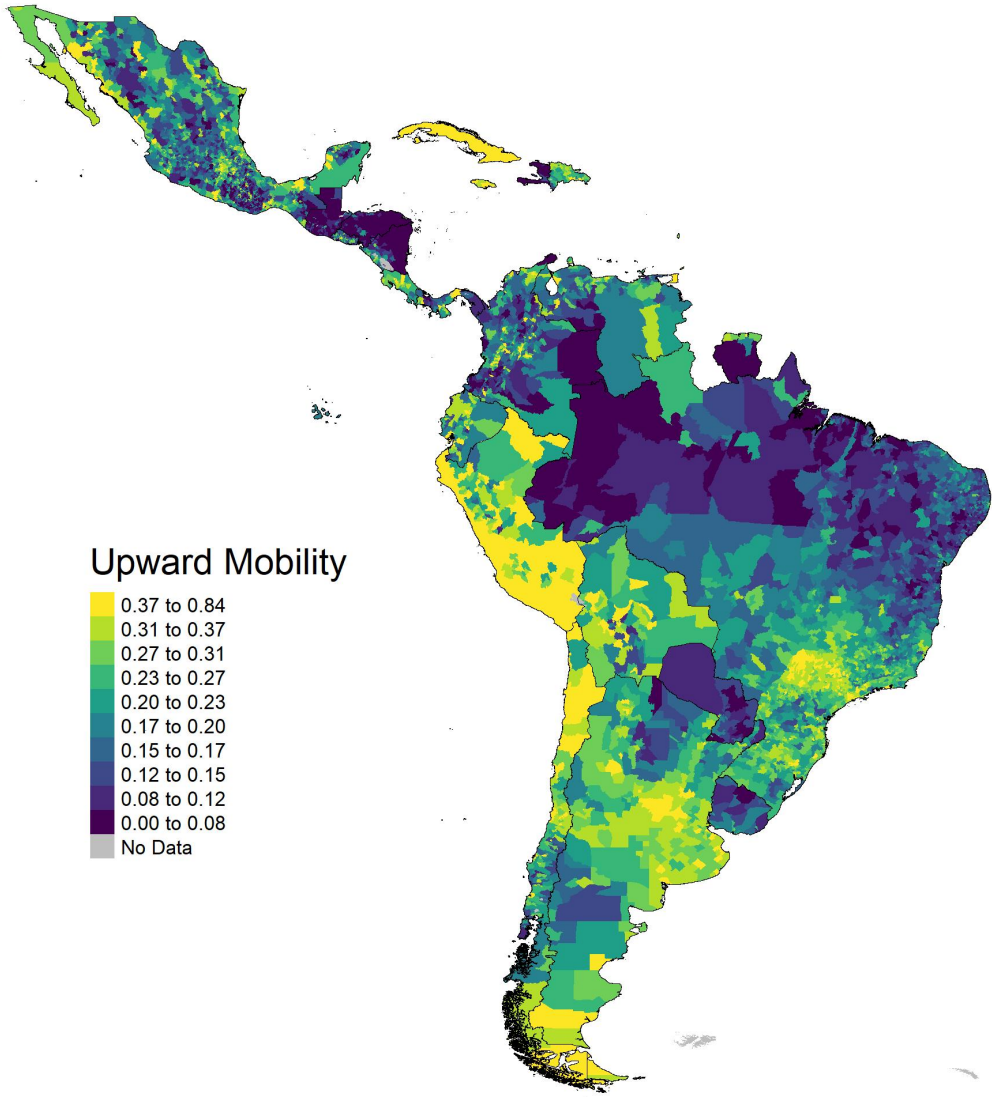 Upward Mobility
0.37 to 0.84
0.31 to 0.37
0.27 to 0.31
0.23 to 0.27
0.20 to 0.23
0.17 to 0.20
0.15 to 0.17
0.12 to 0.15
0.08 to 0.12
0.00 to 0.08
No Data